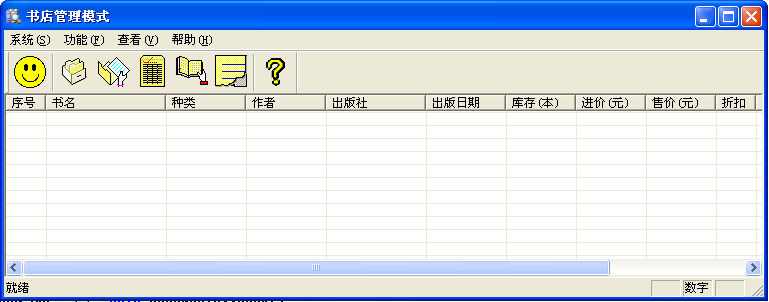 书店管理模式
系统(S) 功能(F) 查看(V) 帮助(H)
序号 书名 种类 作者 出版社 出版日期 库存(本) 进价(元) 售价(元) 折扣
就绪 数字